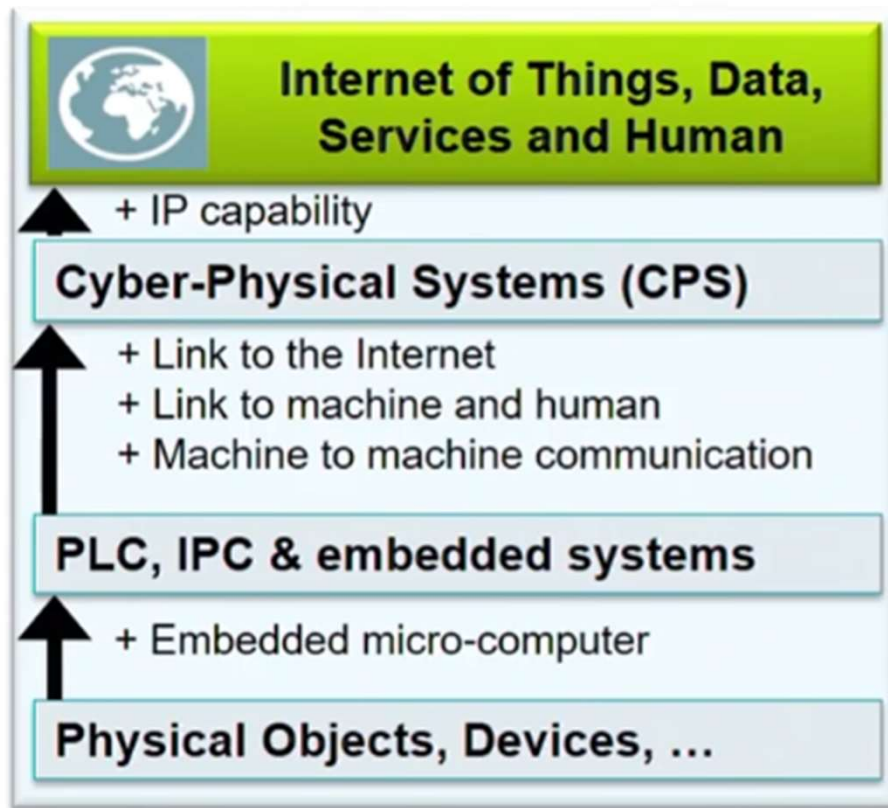 Internet of Things, Data,
Services and Human
+ IP capability
Cyber-Physical Systems (CPS)
+ Link to the Internet
+ Link to machine and human
+ Machine to machine communication
PLC, IPC & embedded systems
+ Embedded micro-computer
Physical Objects, Devices, ...